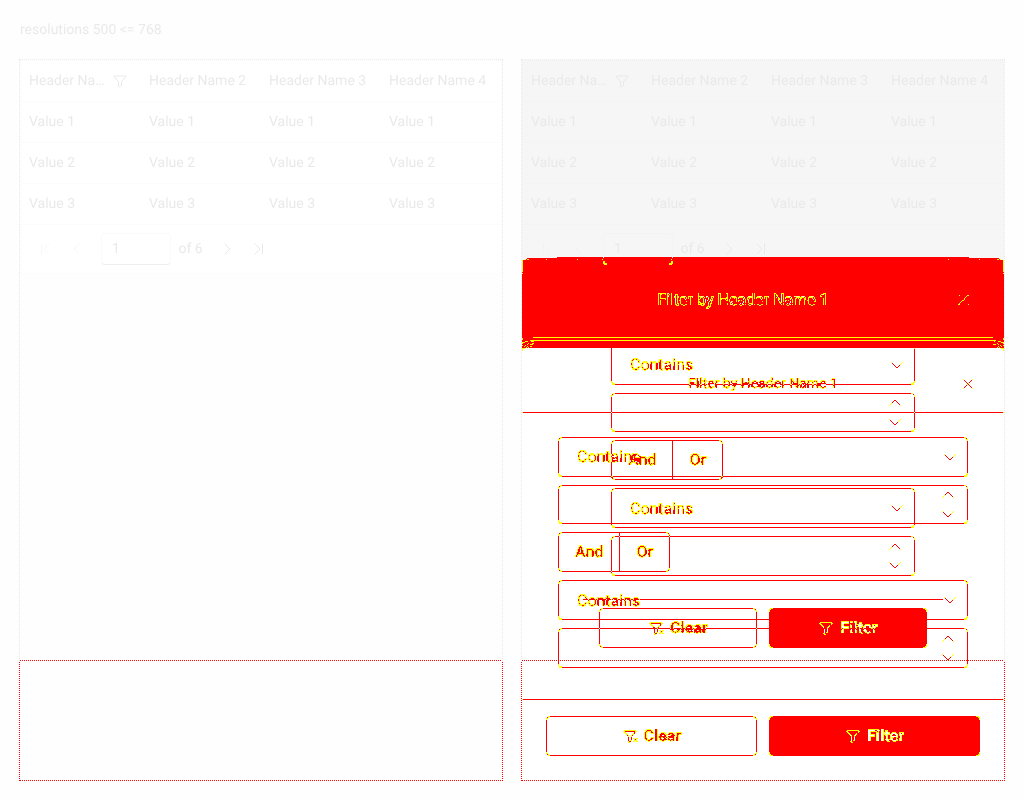 resolutions 500 <= 768
Header Na... Header Name 2 Header Name 3 Header Name 4
Value 1 Value 1 Value 1 Value 1
Value 2 Value 2 Value 2 Value 2
Value 3 Value 3 Value 3 Value 3
1 of 6
Header Na... Header Name 2 Header Name 3 Header Name 4
Value 1 Value 1 Value 1 Value 1
Value 2 Value 2 Value 2 Value 2
Value 3 Value 3 Value 3 Value 3
1 of 6
Filter by Header Name 1
Contains
Filter by Header Name 1
Contains
And Or
Contains
And Or
Contains
Clear Filter
Clear Filter